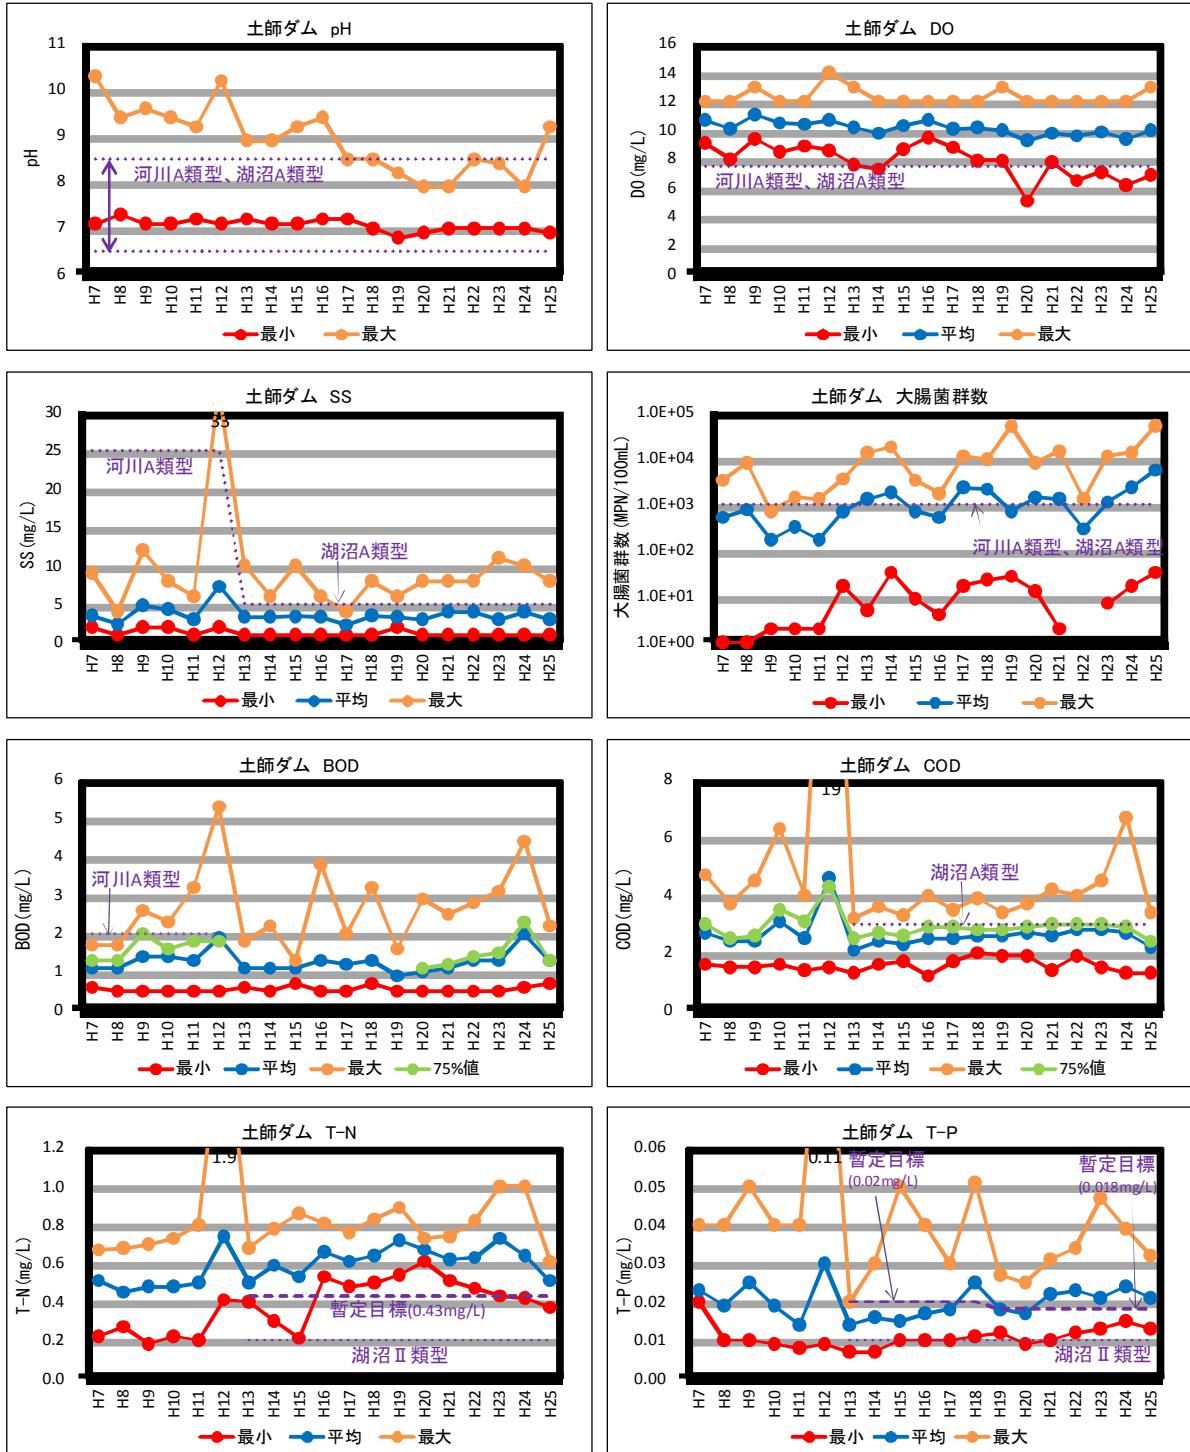 土師ダム pH
11
10
9
8
7
6
pH
河川A類型、湖沼A類型
H7 H8 H9 H10 H11 H12 H13 H14 H15 H16 H17 H18 H19 H20 H21 H22 H23 H24 H25
最小 最大
土師ダム DO
16
14
12
10
8
6
4
2
0
DO (mg/L)
河川A類型、湖沼A類型
H7 H8 H9 H10 H11 H12 H13 H14 H15 H16 H17 H18 H19 H20 H21 H22 H23 H24 H25
最小 平均 最大
土師ダム SS
30
25
20
15
10
5
0
SS (mg/L)
33
河川A類型
湖沼A類型
H7 H8 H9 H10 H11 H12 H13 H14 H15 H16 H17 H18 H19 H20 H21 H22 H23 H24 H25
最小 平均 最大
土師ダム 大腸菌群数
1.0E+05
1.0E+04
1.0E+03
1.0E+02
1.0E+01
1.0E+00
大腸菌群数 (MPN/100mL)
河川A類型、湖沼A類型
H7 H8 H9 H10 H11 H12 H13 H14 H15 H16 H17 H18 H19 H20 H21 H22 H23 H24 H25
最小 平均 最大
土師ダム BOD
6
5
4
3
2
1
0
BOD (mg/L)
河川A類型
H7 H8 H9 H10 H11 H12 H13 H14 H15 H16 H17 H18 H19 H20 H21 H22 H23 H24 H25
最小 平均 最大 75%値
土師ダム COD
8
6
4
2
0
COD (mg/L)
19
湖沼A類型
H7 H8 H9 H10 H11 H12 H13 H14 H15 H16 H17 H18 H19 H20 H21 H22 H23 H24 H25
最小 平均 最大 75%値
土師ダム T-N
1.2
1.0
0.8
0.6
0.4
0.2
0.0
T-N (mg/L)
1.9
暫定目標(0.43mg/L)
湖沼Ⅱ類型
H7 H8 H9 H10 H11 H12 H13 H14 H15 H16 H17 H18 H19 H20 H21 H22 H23 H24 H25
最小 平均 最大
土師ダム T-P
0.06
0.05
0.04
0.03
0.02
0.01
0.00
T-P (mg/L)
0.11
暫定目標
(0.02mg/L)
暫定目標
(0.018mg/L)
湖沼Ⅱ類型
H7 H8 H9 H10 H11 H12 H13 H14 H15 H16 H17 H18 H19 H20 H21 H22 H23 H24 H25
最小 平均 最大